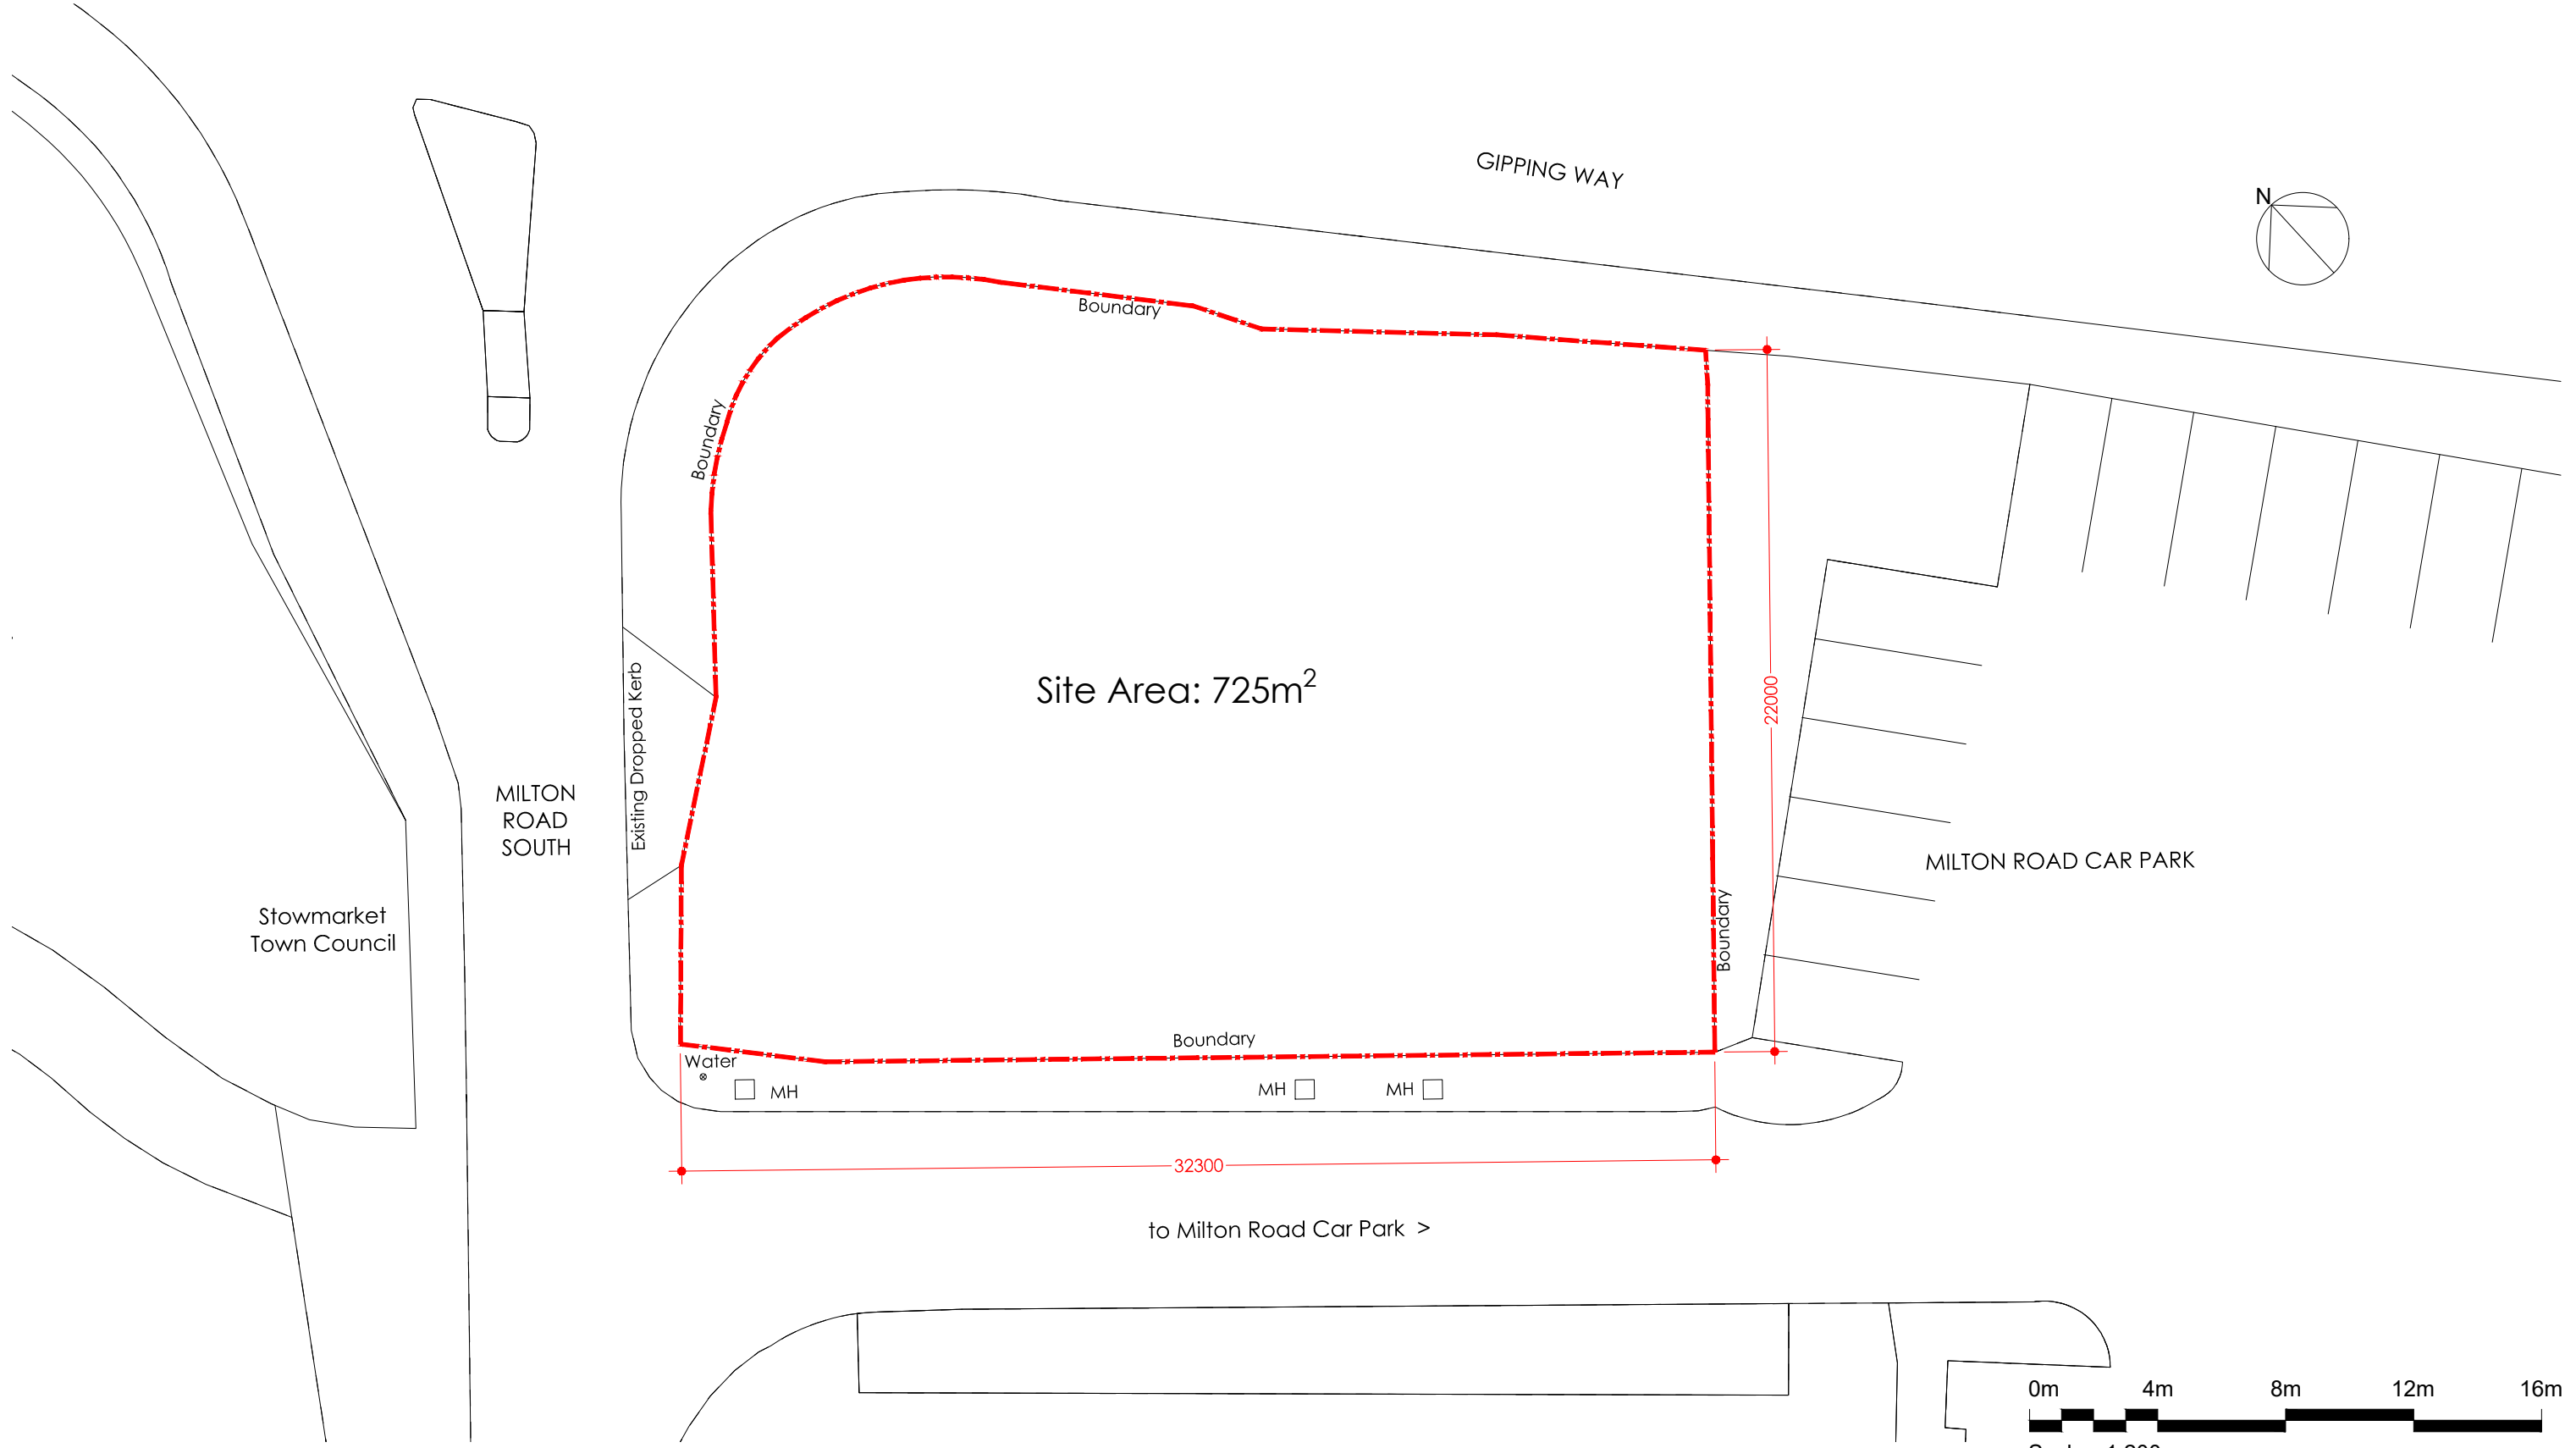 GIPPING WAY
N
Boundary
Boundary
Site Area: 725m²
22000
Existing Dropped Kerb
MILTON
ROAD
SOUTH
MILTON ROAD CAR PARK
Stowmarket
Town Council
Boundary
Boundary
Water
MH
MH
MH
32300
to Milton Road Car Park >
0m 4m 8m 12m 16m